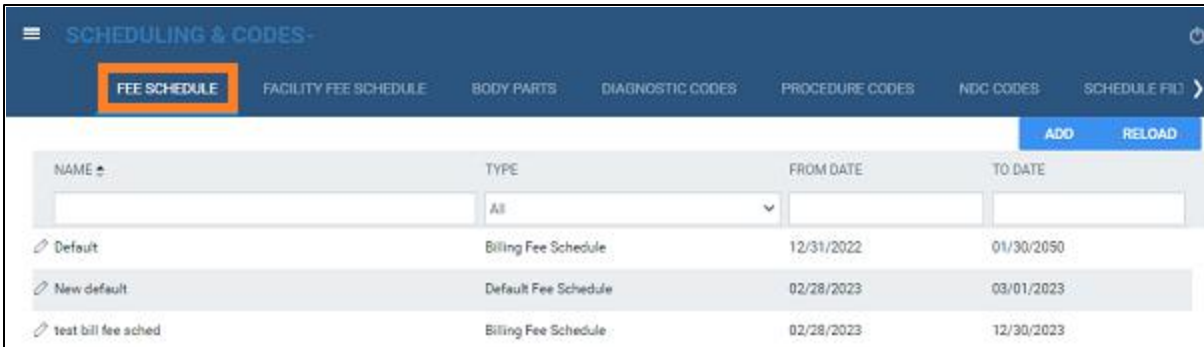 SCHEDULING & CODES-
FEE SCHEDULE FACILITY FEE SCHEDULE BODY PARTS DIAGNOSTIC CODES PROCEDURE CODES NDC CODES SCHEDULE FIL
ADD RELOAD
NAME TYPE FROM DATE TO DATE
All
Default Billing Fee Schedule 12/31/2022 01/30/2050
New default Default Fee Schedule 02/28/2023 03/01/2023
test bill fee sched Billing Fee Schedule 02/28/2023 12/30/2023